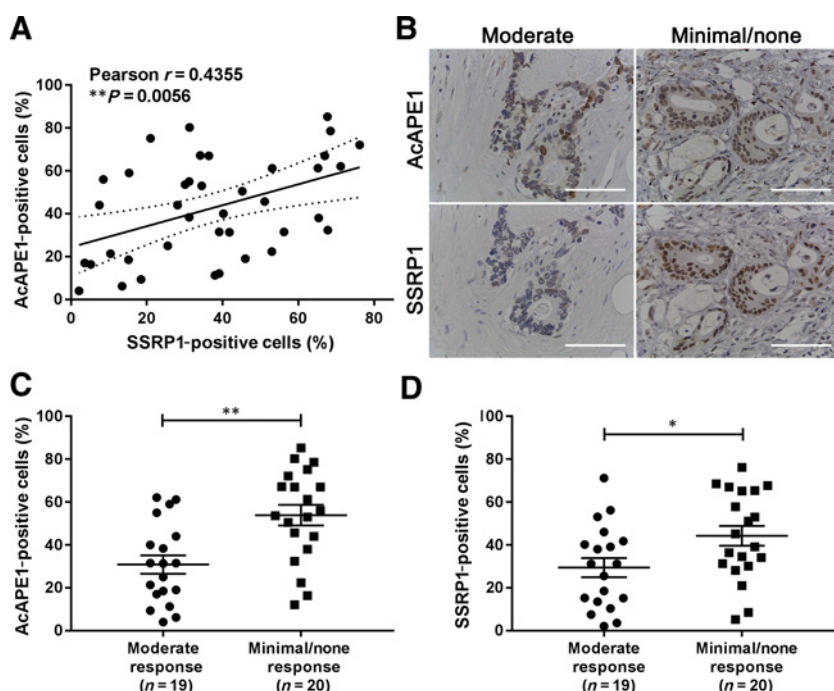 A
Pearson r = 0.4355
**P = 0.0056
100
80
60
40
20
0
AcAPE1-positive cells (%)
0 20 40 60 80
SSRP1-positive cells (%)
B
Moderate Minimal/none
AcAPE1
SSRP1
C
**
100
80
60
40
20
0
AcAPE1-positive cells (%)
Moderate response (n = 19)
Minimal/none response (n = 20)
D
*
100
80
60
40
20
0
SSRP1-positive cells (%)
Moderate response (n = 19)
Minimal/none response (n = 20)